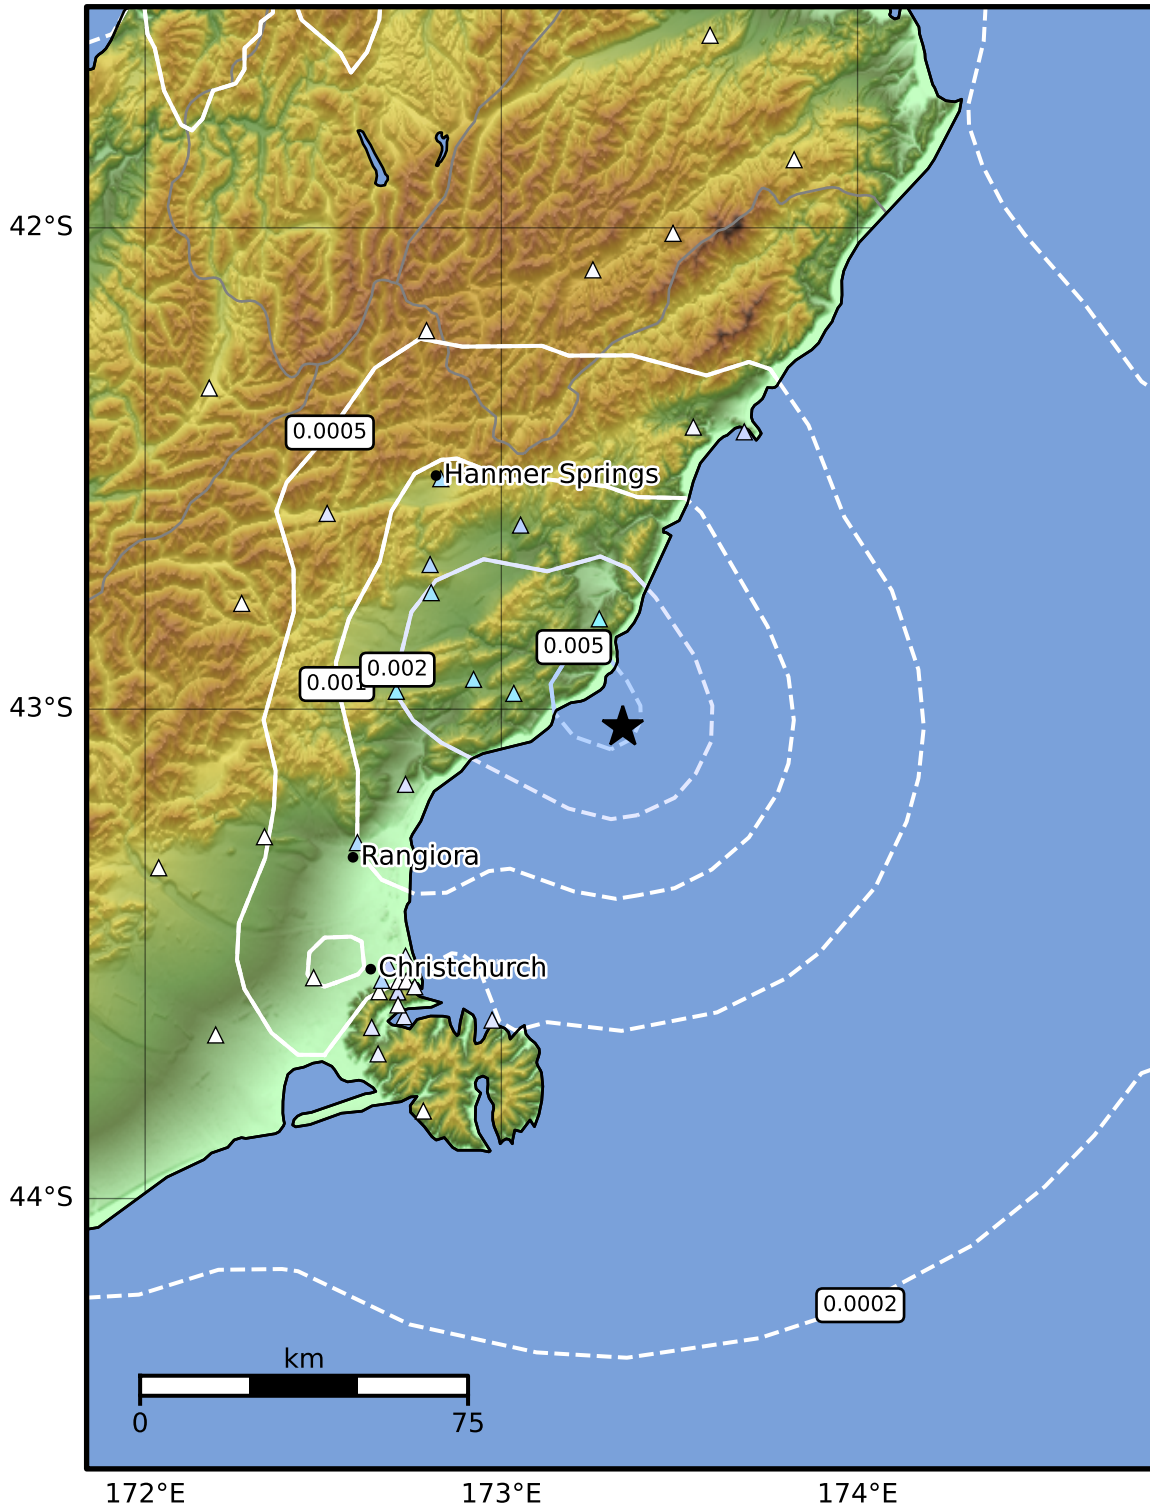 42°S
0.0005
Hanmer Springs
0.005
0.002
0.001
43°S
Rangiora
Christchurch
44°S
0.0002
km
0
75
172°E
173°E
174°E